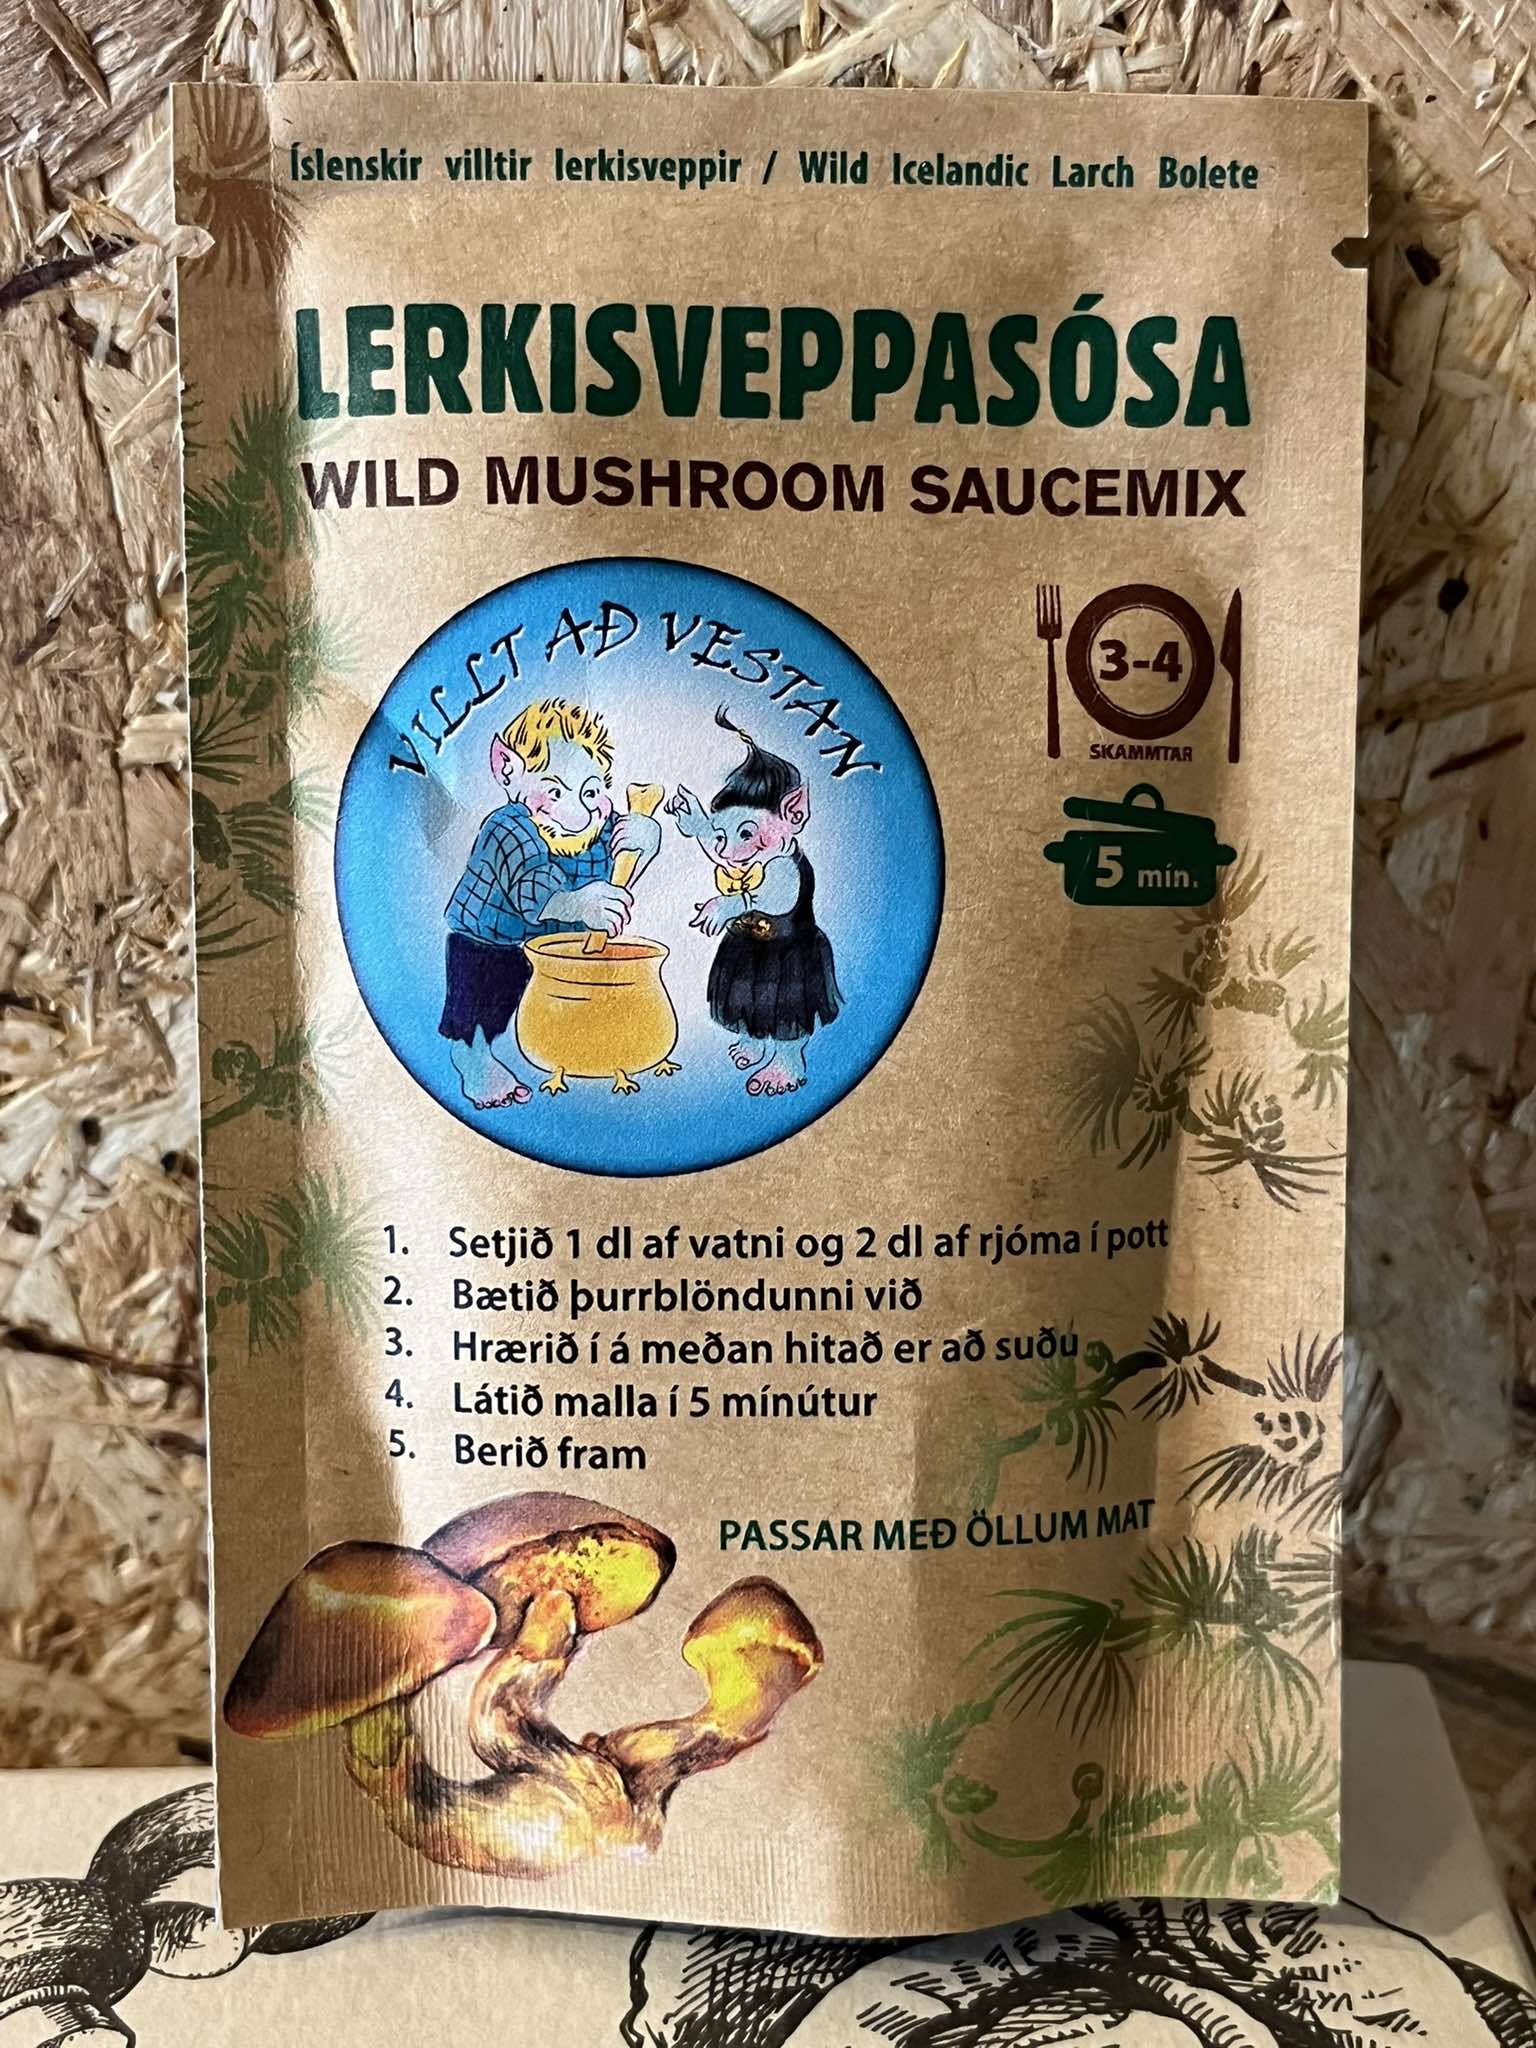 Íslenskir villtir lerkisveppir / Wild Icelandic Larch Bolete
LERKISVEPPASÓSA
WILD MUSHROOM SAUCEMIX
VILLT AÐ VESTAN
3-4
SKAMMTAR
5 mín.
1. Setjið 1 dl af vatni og 2 dl af rjóma í pott
2. Bætið þurrblöndunni við
3. Hrærið í á meðan hitað er að suðu
4. Látið malla í 5 mínútur
5. Berið fram
PASSAR MEÐ ÖLLUM MAT